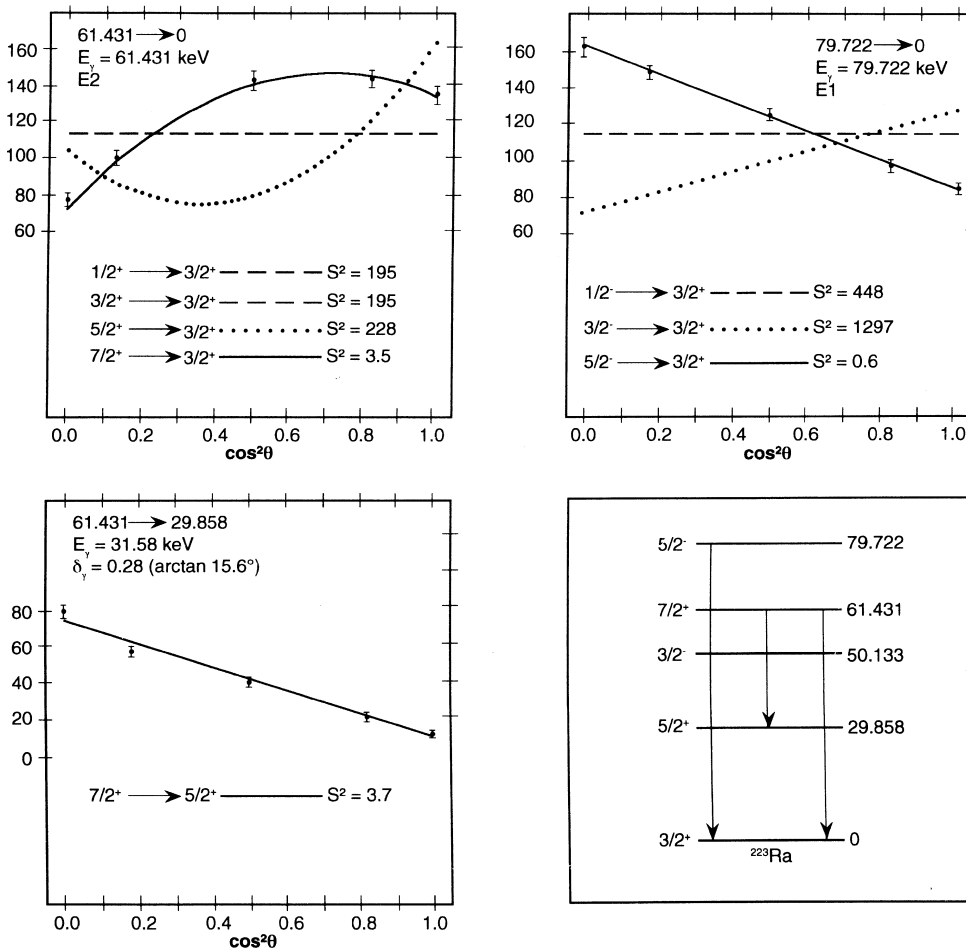 61.431 → 0
Eγ = 61.431 keV
E2
160
140
120
100
80
60
1/2⁺ → 3/2⁺ S² = 195
3/2⁺ → 3/2⁺ S² = 195
5/2⁺ → 3/2⁺ S² = 228
7/2⁺ → 3/2⁺ S² = 3.5
0.0 0.2 0.4 0.6 0.8 1.0
cos²θ
79.722 → 0
Eγ = 79.722 keV
E1
160
140
120
100
80
60
1/2⁻ → 3/2⁺ S² = 448
3/2⁻ → 3/2⁺ S² = 1297
5/2⁻ → 3/2⁺ S² = 0.6
0.0 0.2 0.4 0.6 0.8 1.0
cos²θ
61.431 → 29.858
Eγ = 31.58 keV
δγ = 0.28 (arctan 15.6°)
80
60
40
20
0
7/2⁺ → 5/2⁺ S² = 3.7
0.0 0.2 0.4 0.6 0.8 1.0
cos²θ
5/2⁻ 79.722
7/2⁺ 61.431
3/2⁻ 50.133
5/2⁺ 29.858
3/2⁺ 0
²²³Ra